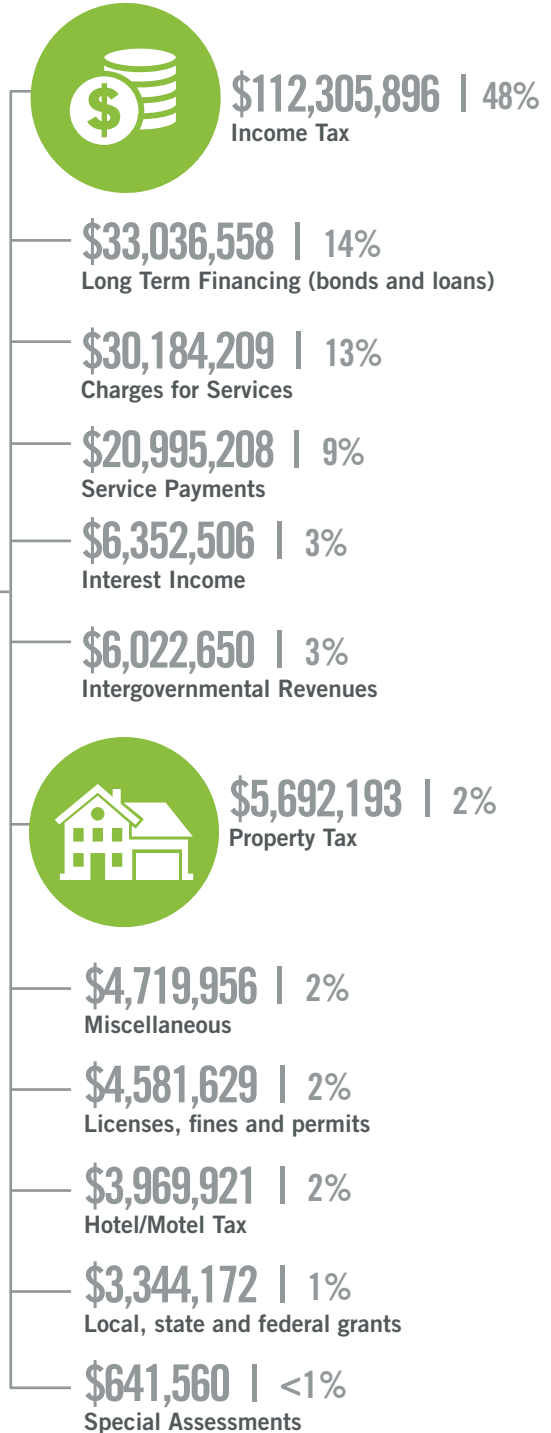 $112,305,896 | 48%
Income Tax
$33,036,558 | 14%
Long Term Financing (bonds and loans)
$30,184,209 | 13%
Charges for Services
$20,995,208 | 9%
Service Payments
$6,352,506 | 3%
Interest Income
$6,022,650 | 3%
Intergovernmental Revenues
$5,692,193 | 2%
Property Tax
$4,719,956 | 2%
Miscellaneous
$4,581,629 | 2%
Licenses, fines and permits
$3,969,921 | 2%
Hotel/Motel Tax
$3,344,172 | 1%
Local, state and federal grants
$641,560 | <1%
Special Assessments